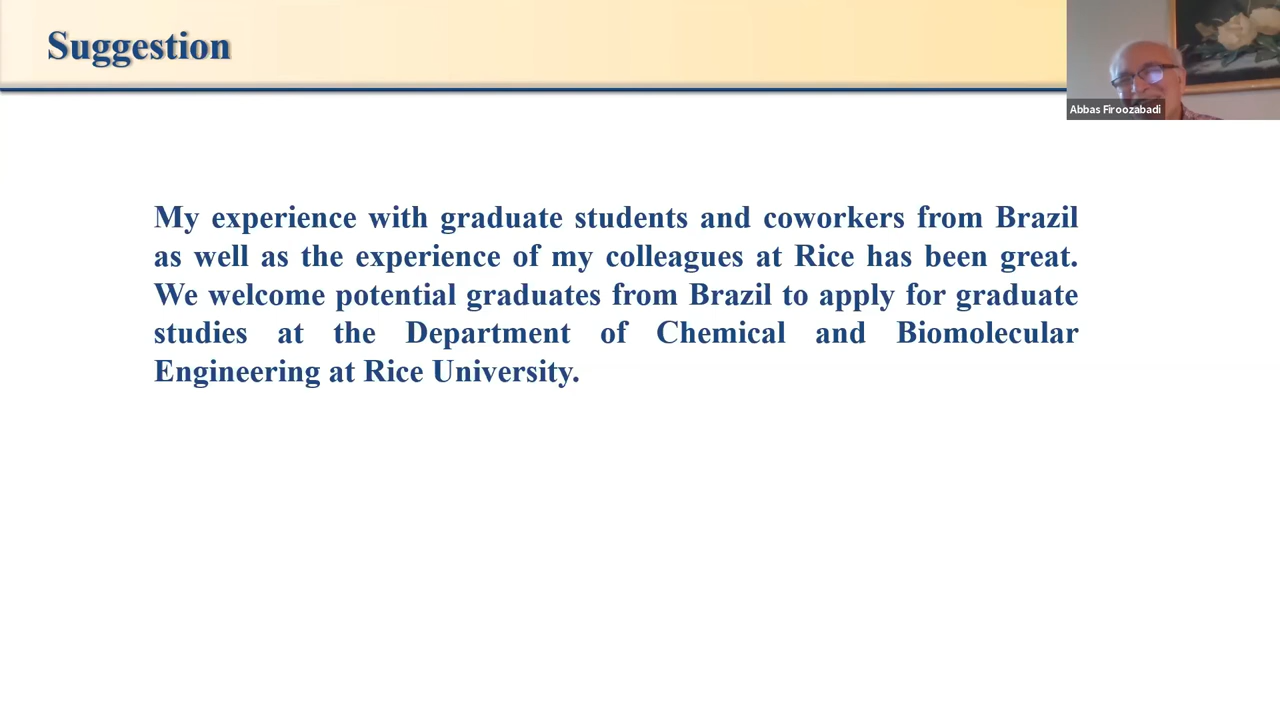 Suggestion
Abbas Firoozabadi
My experience with graduate students and coworkers from Brazil
as well as the experience of my colleagues at Rice has been great.
We welcome potential graduates from Brazil to apply for graduate
studies at the Department of Chemical and Biomolecular
Engineering at Rice University.